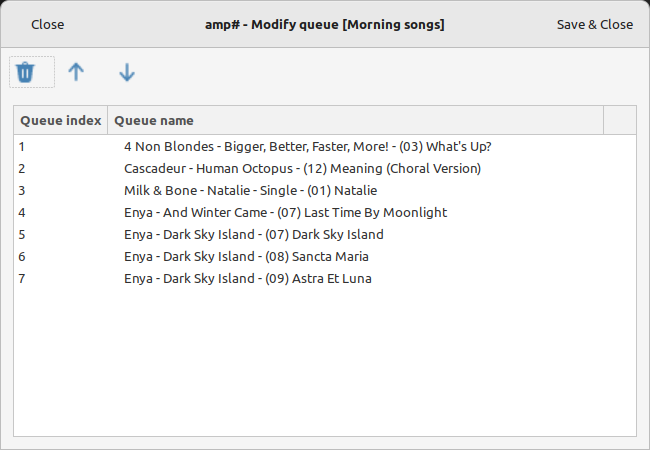 Close amp# - Modify queue [Morning songs] Save & Close
Queue index Queue name
1 4 Non Blondes - Bigger, Better, Faster, More! - (03) What's Up?
2 Cascadeur - Human Octopus - (12) Meaning (Choral Version)
3 Milk & Bone - Natalie - Single - (01) Natalie
4 Enya - And Winter Came - (07) Last Time By Moonlight
5 Enya - Dark Sky Island - (07) Dark Sky Island
6 Enya - Dark Sky Island - (08) Sancta Maria
7 Enya - Dark Sky Island - (09) Astra Et Luna